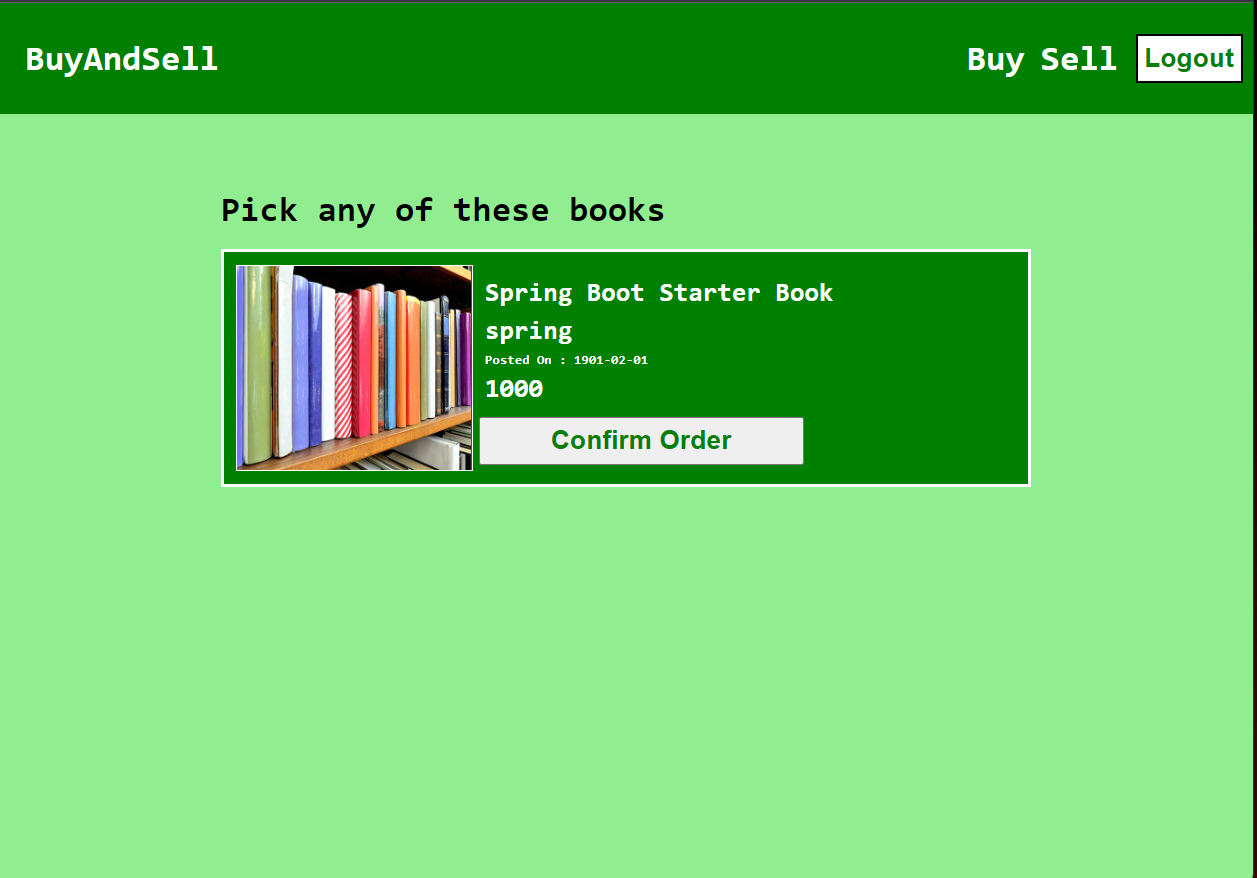 BuyAndSell
Buy Sell Logout
Pick any of these books
Spring Boot Starter Book
spring
Posted On : 1901-02-01
1000
Confirm Order